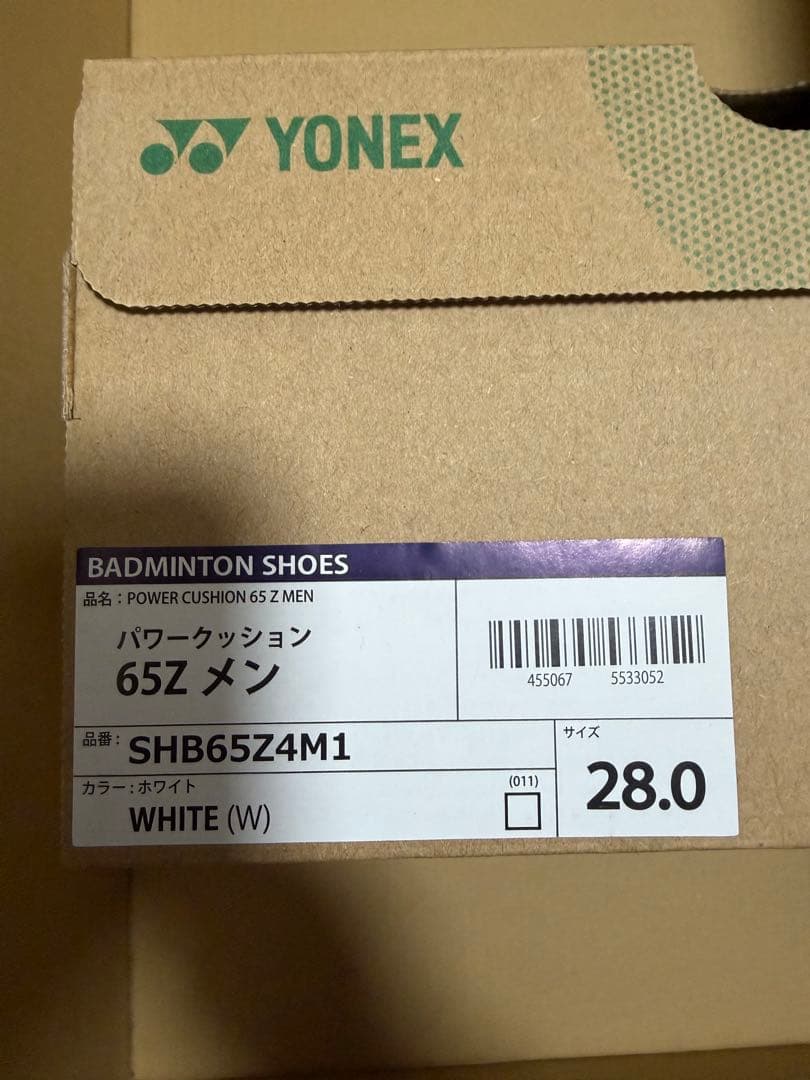 YONEX
BADMINTON SHOES
品名：POWER CUSHION 65 Z MEN
パワークッション
65Z メン
455067 5533052
品番：SHB65Z4M1
サイズ
28.0
カラー：ホワイト
(011)
WHITE (W)